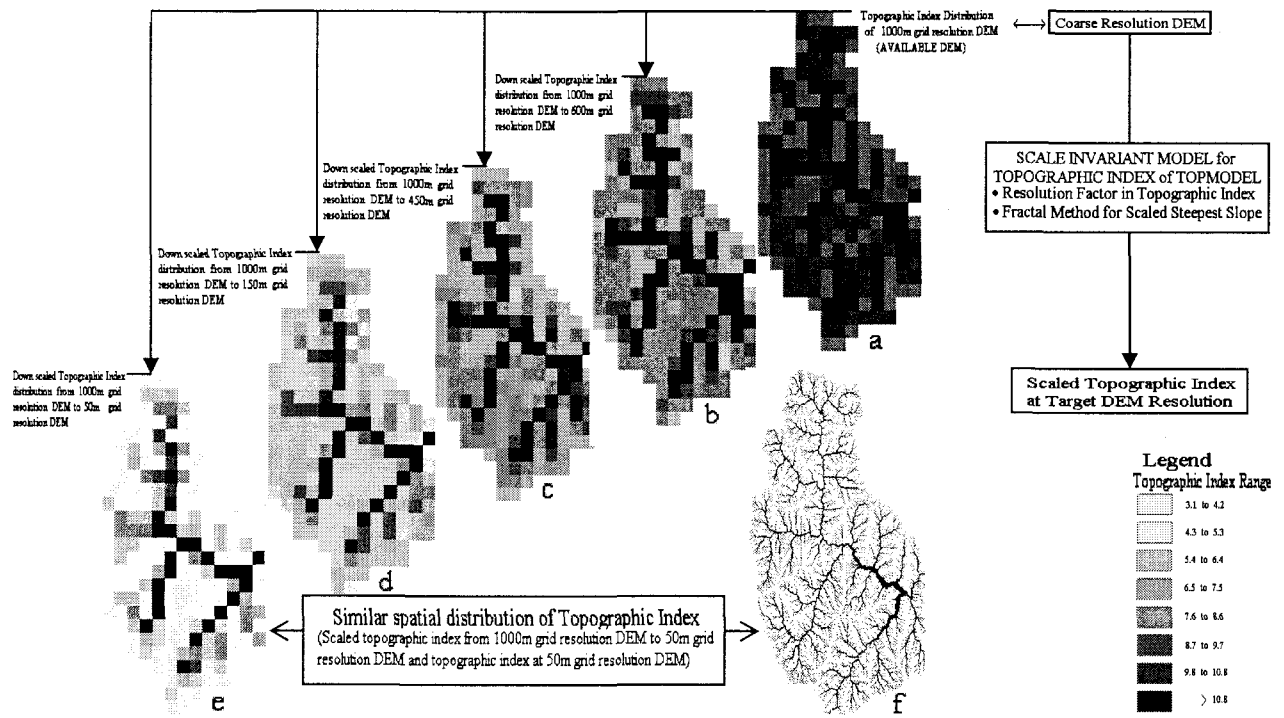 Topographic Index Distribution
of 1000m grid resolution DEM
(AVAILABLE DEM)
Coarse Resolution DEM
Down scaled Topographic Index
distribution from 1000m grid
resolution DEM to 600m grid
resolution DEM
SCALE INVARIANT MODEL for
TOPOGRAPHIC INDEX of TOPMODEL
• Resolution Factor in Topographic Index
• Fractal Method for Scaled Steepest Slope
Down scaled Topographic Index
distribution from 1000m grid
resolution DEM to 450m grid
resolution DEM
Down scaled Topographic Index
distribution from 1000m grid
resolution DEM to 150m grid
resolution DEM
Down scaled Topographic Index
distribution from 1000m grid
resolution DEM to 50m grid
resolution DEM
a
b
c
d
e
f
Scaled Topographic Index
at Target DEM Resolution
Similar spatial distribution of Topographic Index
(Scaled topographic index from 1000m grid resolution DEM to 50m grid
resolution DEM and topographic index at 50m grid resolution DEM)
Legend
Topographic Index Range
3.1 to 4.2
4.3 to 5.3
5.4 to 6.4
6.5 to 7.5
7.6 to 8.6
8.7 to 9.7
9.8 to 10.8
> 10.8